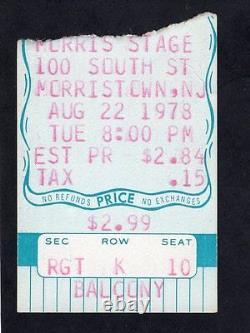 MORRIS STAGE
100 SOUTH ST
MORRISTOWN,NJ
AUG 22 1978
TUE 8:00 PM
EST PR - $2.84
TAX .15
NO REFUNDS PRICE NO EXCHANGES
$2.99
SEC ROW SEAT
RGT K 10
BALCONY